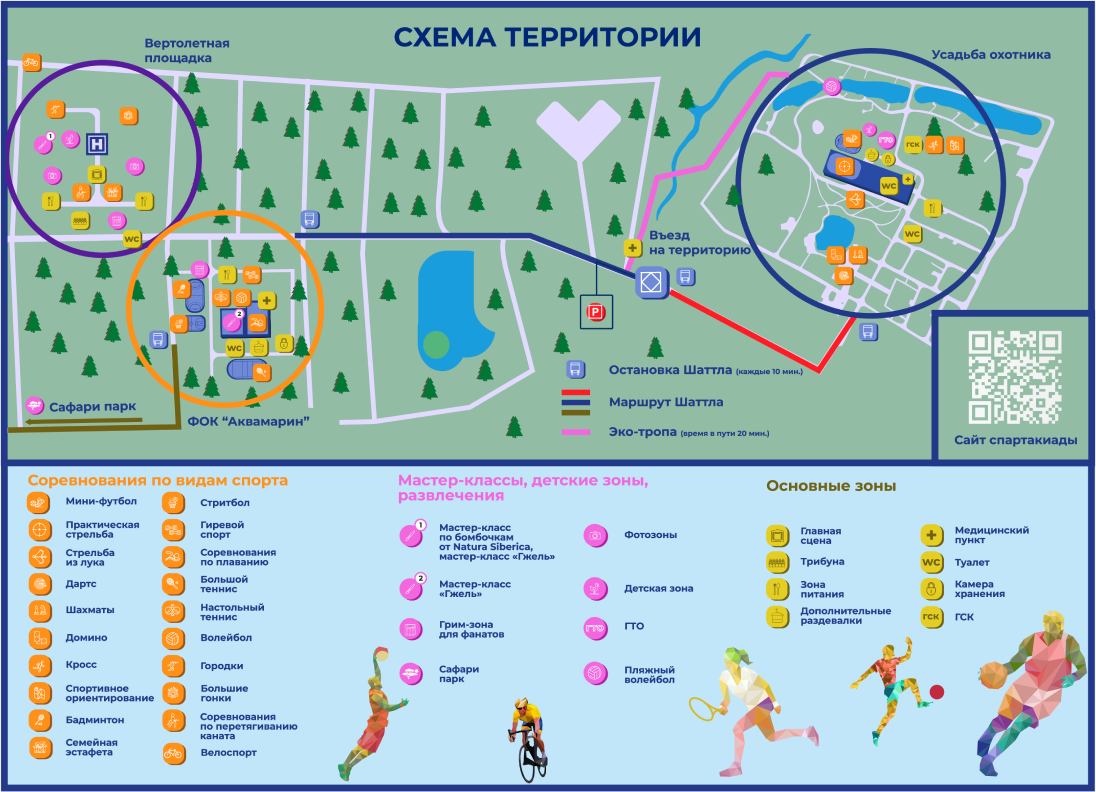 СХЕМА ТЕРРИТОРИИ
Вертолетная
площадка
Усадьба охотника
1
H
ГСК
WC
WC
WC
Въезд
на территорию
2
WC
P
Остановка Шаттла (каждые 10 мин.)
Маршрут Шаттла
Эко-тропа (время в пути 20 мин.)
Сафари парк
ФОК “Аквамарин”
Сайт спартакиады
Соревнования по видам спорта
Мини-футбол
Практическая
стрельба
Стрельба
из лука
Дартс
Шахматы
Домино
Кросс
Спортивное
ориентирование
Бадминтон
Семейная
эстафета
Стритбол
Гиревой
спорт
Соревнования
по плаванию
Большой
теннис
Настольный
теннис
Волейбол
Городки
Большие
гонки
Соревнования
по перетягиванию
каната
Велоспорт
Мастер-классы, детские зоны,
развлечения
1
Мастер-класс
по бомбочкам
от Natura Siberica,
мастер-класс «Гжель»
2
Мастер-класс
«Гжель»
Грим-зона
для фанатов
Сафари
парк
Фотозоны
Детская зона
ГТО
Пляжный
волейбол
Основные зоны
Главная
сцена
Трибуна
Зона
питания
Дополнительные
раздевалки
Медицинский
пункт
WC
Туалет
Камера
хранения
ГСК
ГСК